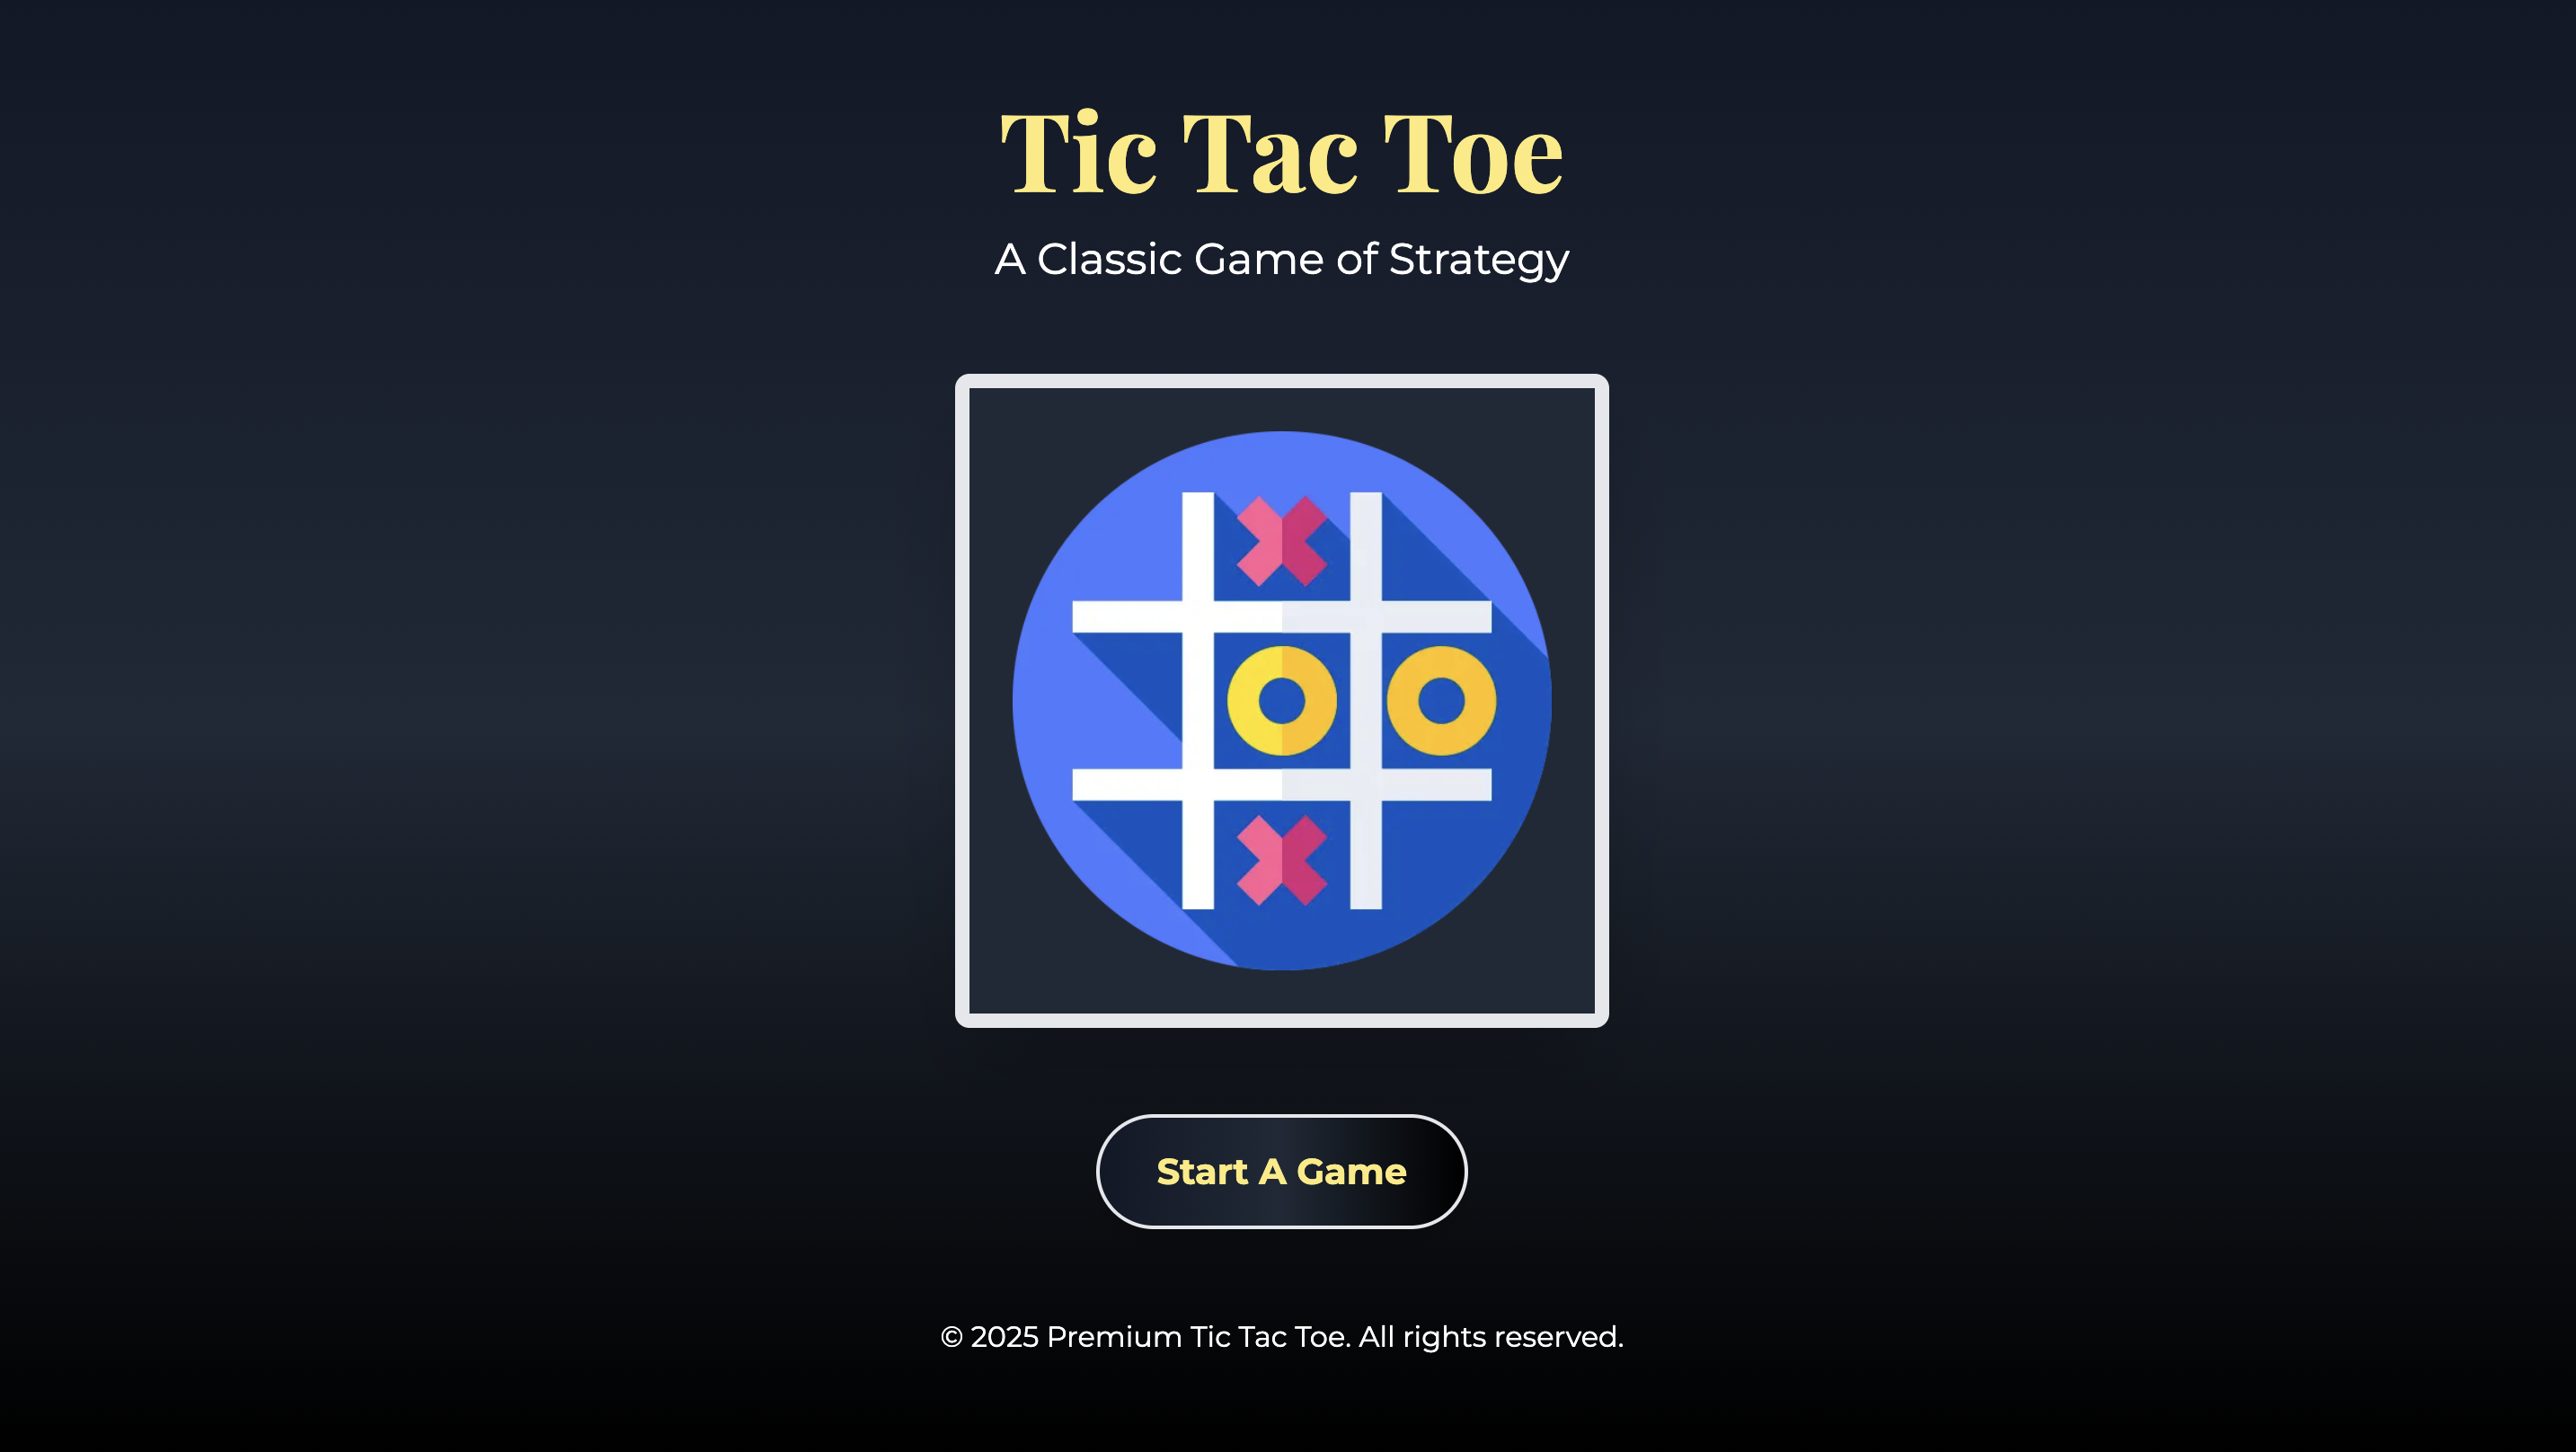 Tic Tac Toe
A Classic Game of Strategy
Start A Game
© 2025 Premium Tic Tac Toe. All rights reserved.